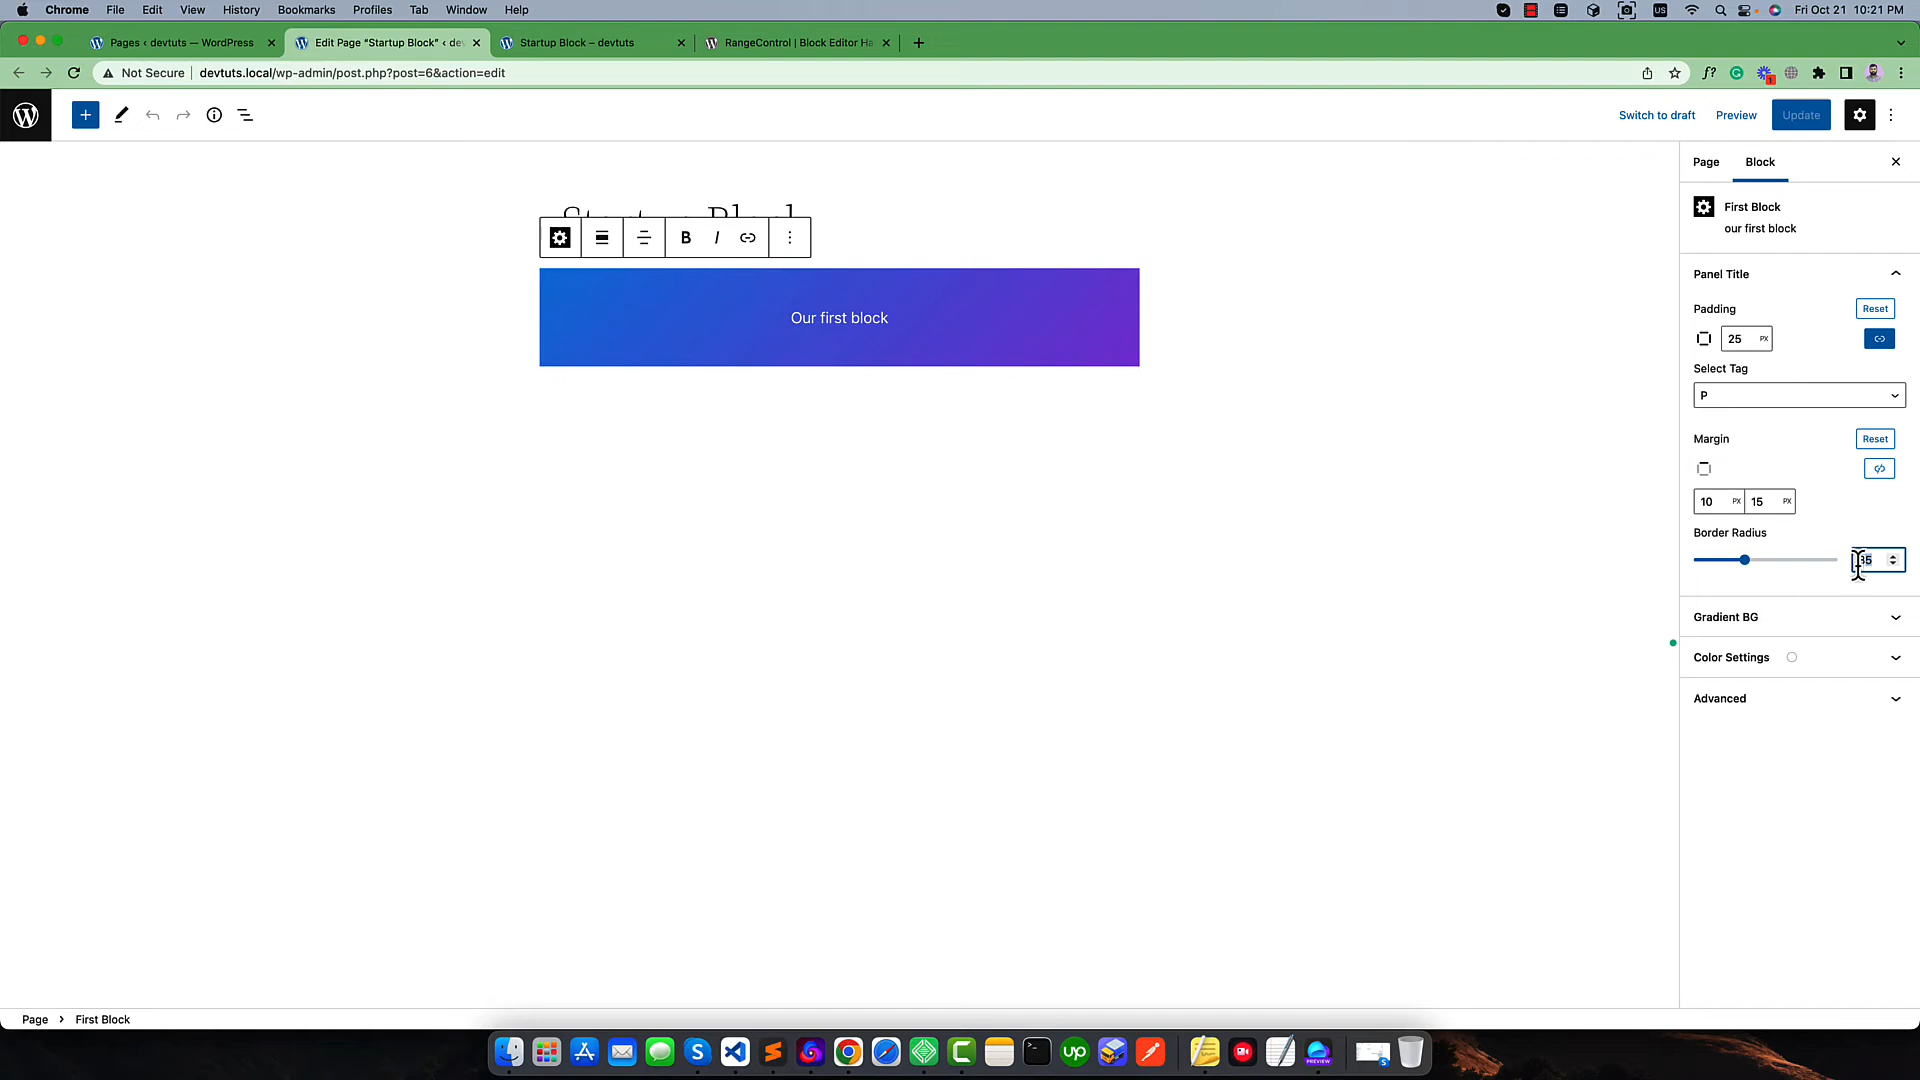 Chrome File Edit View History Bookmarks Profiles Tab Window Help US Fri Oct 21 10:21 PM
Pages ‹ devtuts — WordPress Edit Page “Startup Block” ‹ dev Startup Block – devtuts RangeControl | Block Editor Ha
Not Secure devtuts.local/wp-admin/post.php?post=6&action=edit f? 1
Switch to draft Preview Update
Page Block
First Block
our first block
B I
Our first block
Panel Title
Padding Reset
25 PX
Select Tag
P
Margin Reset
10 PX 15 PX
Border Radius
Gradient BG
Color Settings
Advanced
Page First Block
up PREVIEW